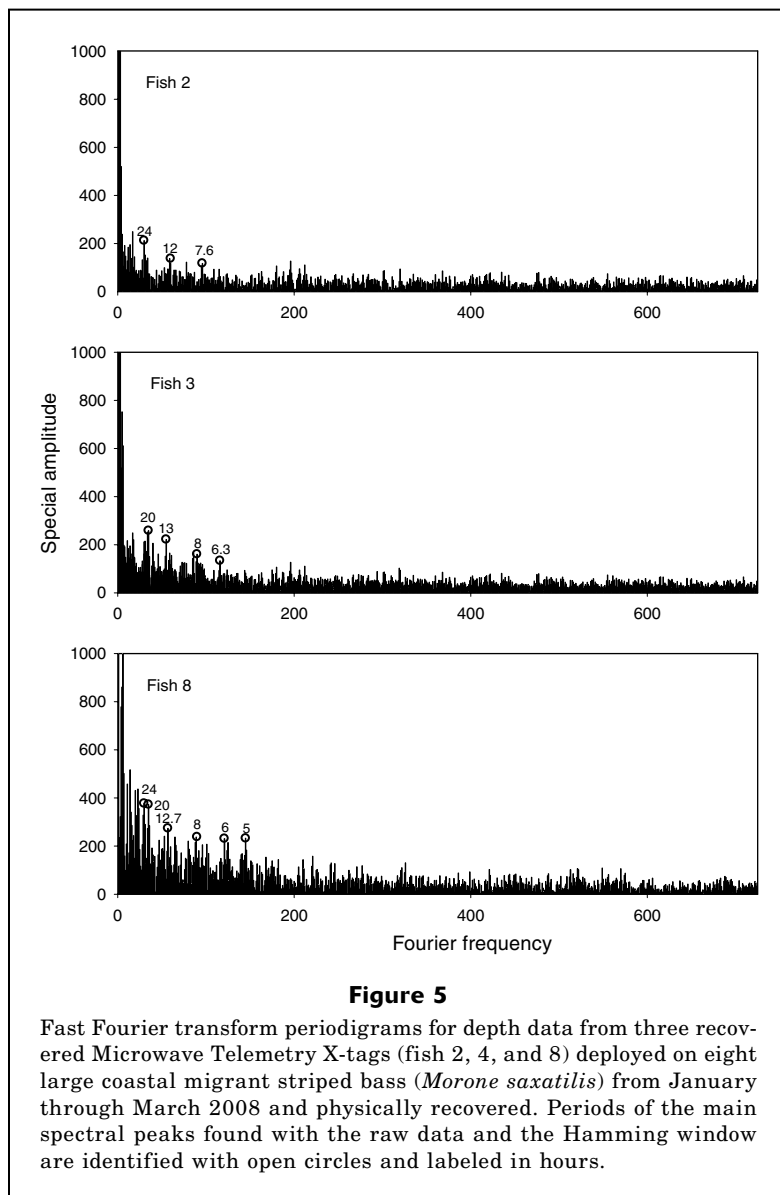 1000
Fish 2
800
600
400
24
12
7.6
200
0
0 200 400 600
1000
Fish 3
800
600
400
20
13
8
6.3
200
0
0 200 400 600
Special amplitude
1000
Fish 8
800
600
400
24
20
12.7
8
6
5
200
0
0 200 400 600
Fourier frequency
Figure 5
Fast Fourier transform periodigrams for depth data from three recov-
ered Microwave Telemetry X-tags (fish 2, 4, and 8) deployed on eight
large coastal migrant striped bass (Morone saxatilis) from January
through March 2008 and physically recovered. Periods of the main
spectral peaks found with the raw data and the Hamming window
are identified with open circles and labeled in hours.